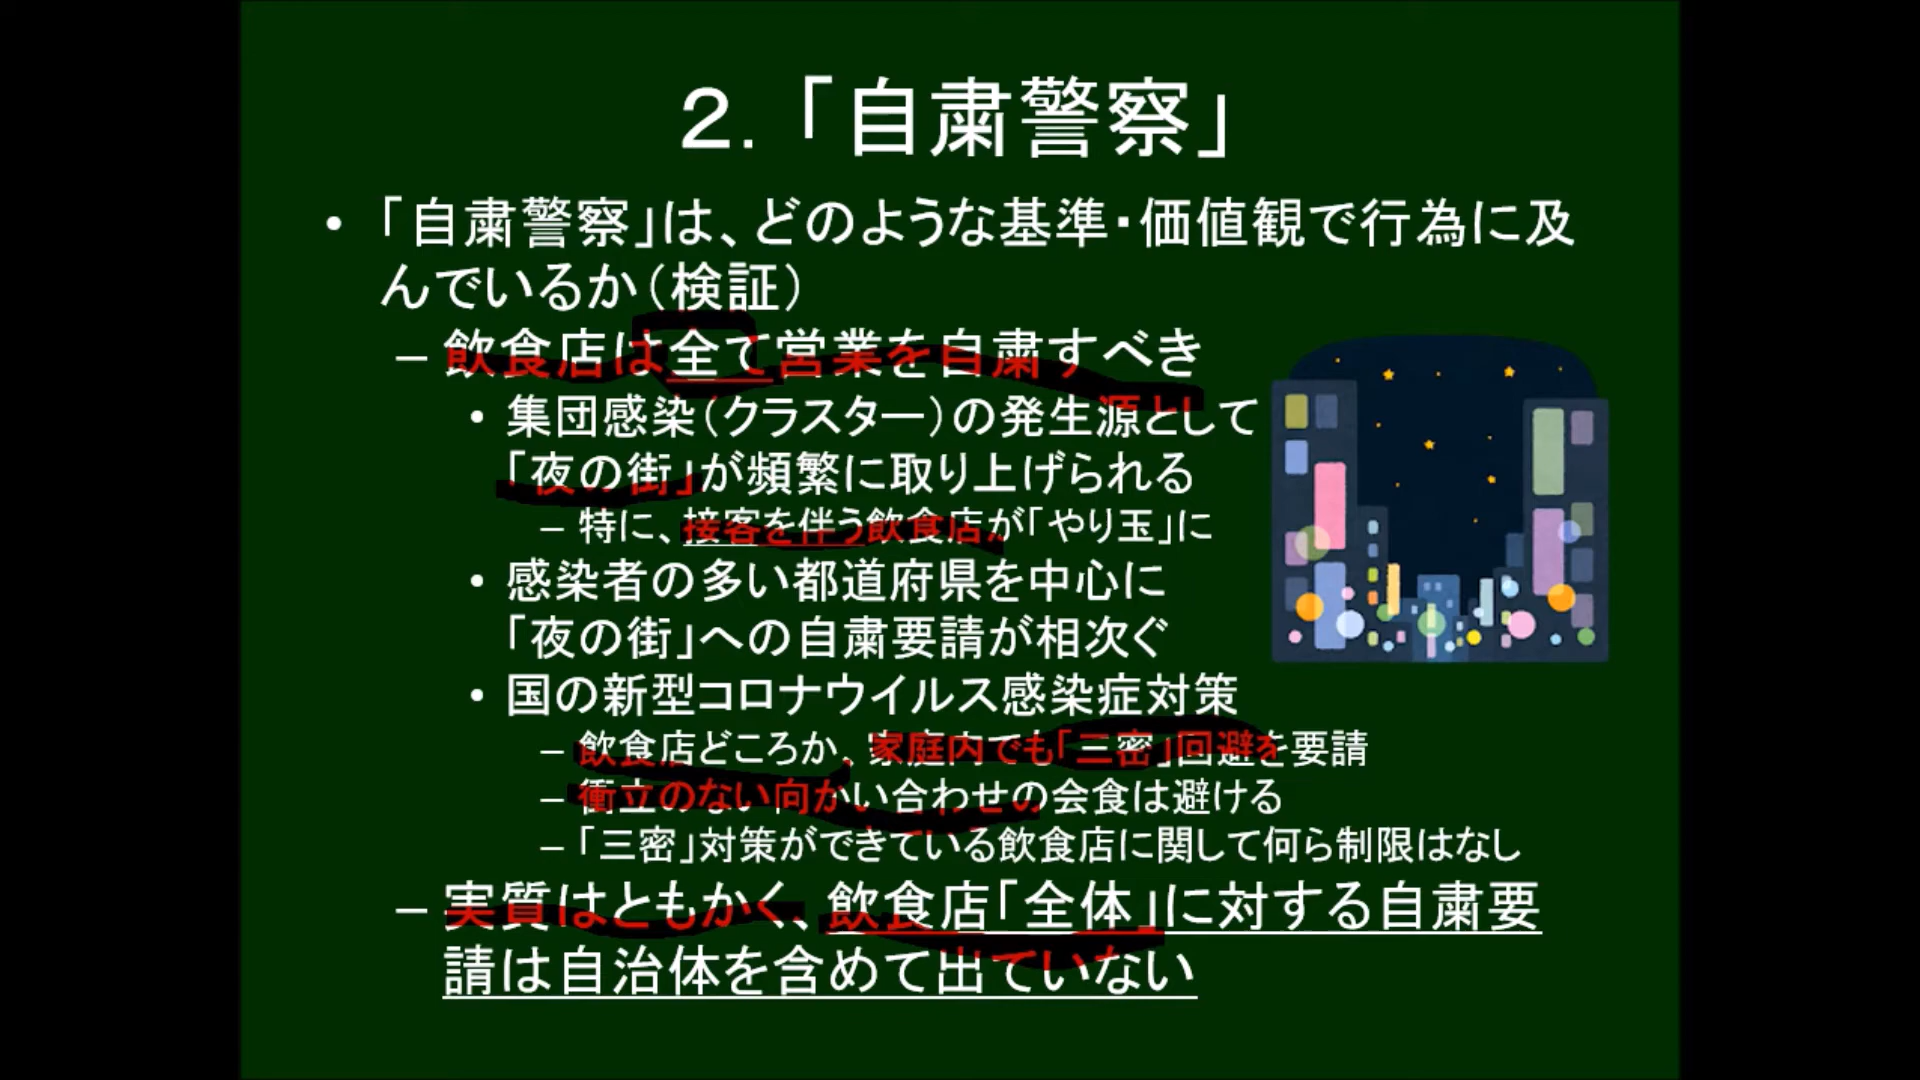 2.「自粛警察」
•「自粛警察」は、どのような基準・価値観で行為に及
んでいるか（検証）
– 飲食店は全て営業を自粛すべき
• 集団感染（クラスター）の発生源として
「夜の街」が頻繁に取り上げられる
– 特に、接客を伴う飲食店が「やり玉」に
• 感染者の多い都道府県を中心に
「夜の街」への自粛要請が相次ぐ
• 国の新型コロナウイルス感染症対策
– 飲食店どころか、家庭内でも「三密」回避を要請
– 衝立のない向かい合わせの会食は避ける
– 「三密」対策ができている飲食店に関して何ら制限はなし
– 実質はともかく、飲食店「全体」に対する自粛要
請は自治体を含めて出ていない